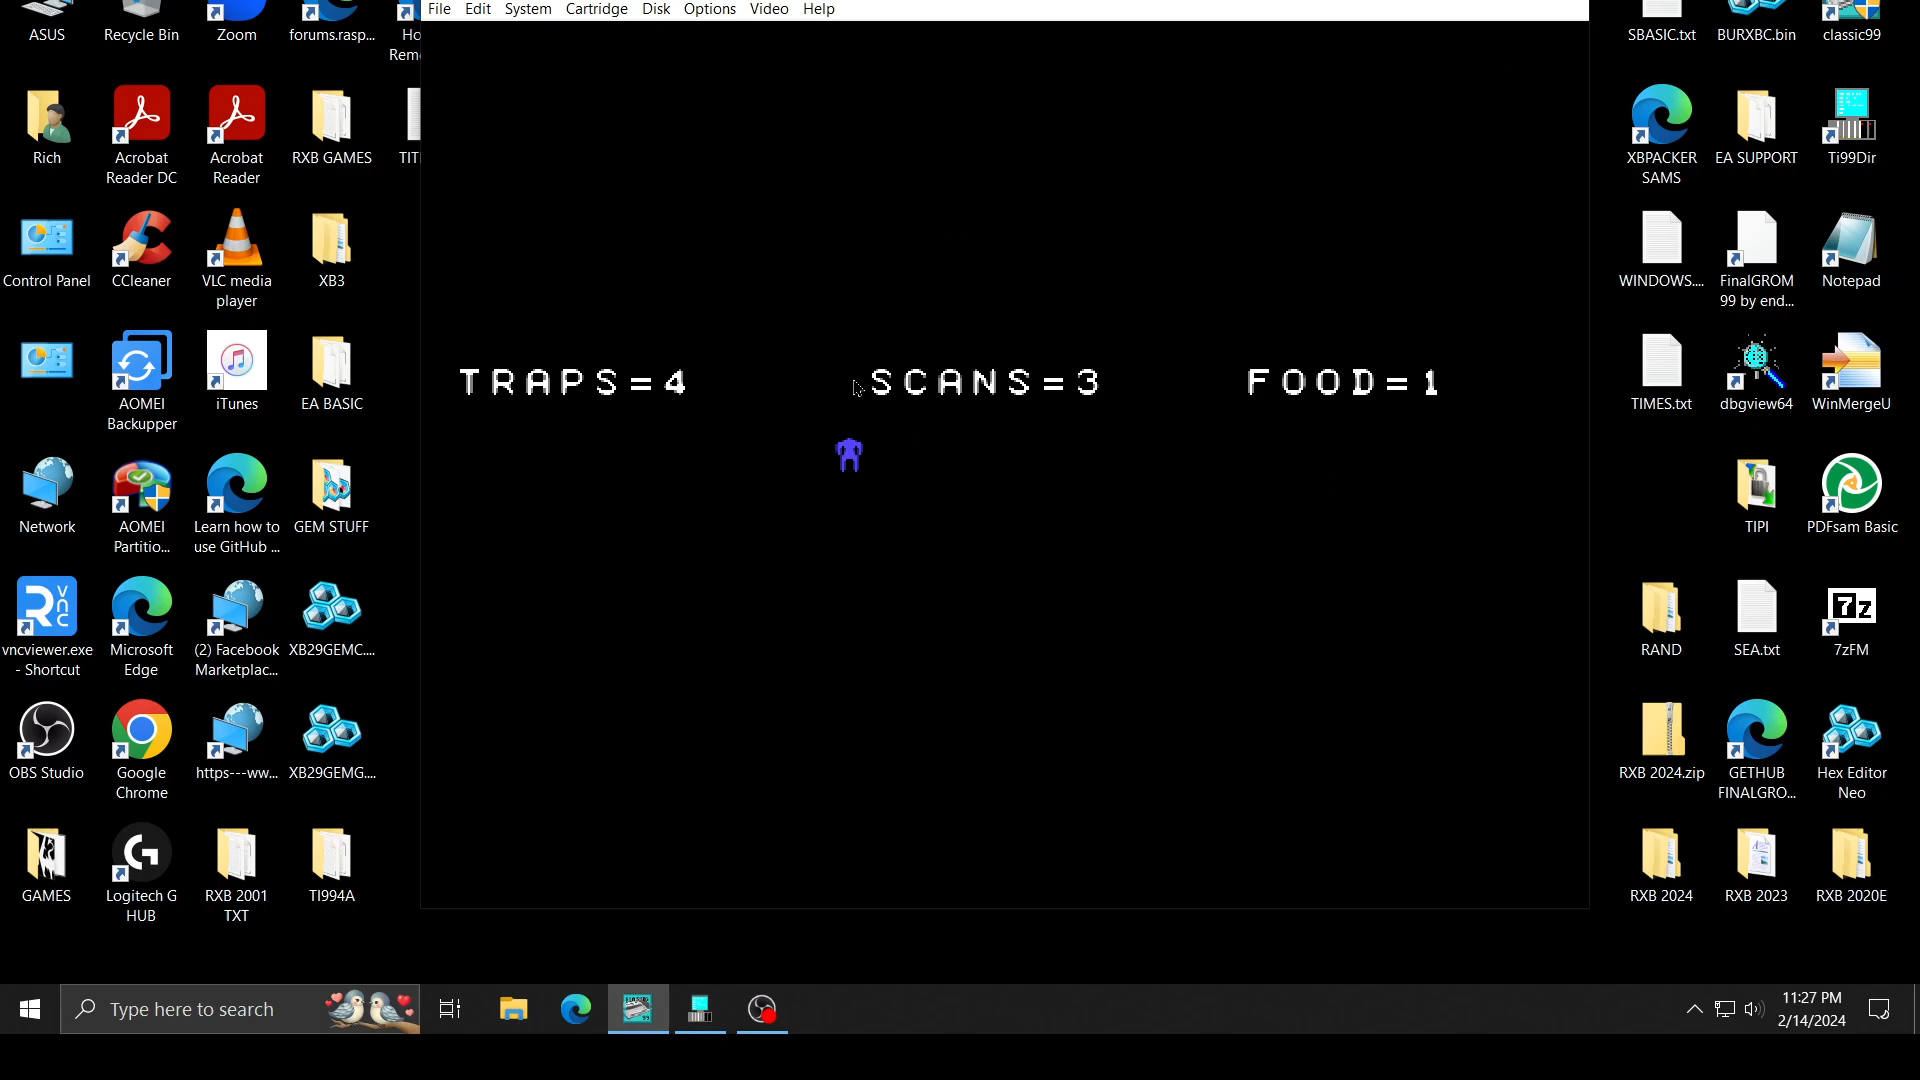 File Edit System Cartridge Disk Options Video Help
ASUS
Recycle Bin
Zoom
forums.rasp...
Ho
Reme
SBASIC.txt
BURXBC.bin
classic99
Rich
Acrobat
Reader DC
Acrobat
Reader
RXB GAMES
TITI
XBPACKER
SAMS
EA SUPPORT
Ti99Dir
Control Panel
CCleaner
VLC media
player
XB3
WINDOWS....
FinalGROM
99 by end...
Notepad
TRAPS=4 SCANS=3 FOOD=1
AOMEI
Backupper
iTunes
EA BASIC
TIMES.txt
dbgview64
WinMergeU
Network
AOMEI
Partitio...
Learn how to
use GitHub ...
GEM STUFF
TIPI
PDFsam Basic
vncviewer.exe
- Shortcut
Microsoft
Edge
(2) Facebook
Marketplac...
XB29GEMC....
RAND
SEA.txt
7z
7zFM
OBS Studio
Google
Chrome
https---ww...
XB29GEMG....
RXB 2024.zip
GETHUB
FINALGRO...
Hex Editor
Neo
GAMES
Logitech G
HUB
RXB 2001
TXT
TI994A
RXB 2024
RXB 2023
RXB 2020E
Type here to search
11:27 PM
2/14/2024